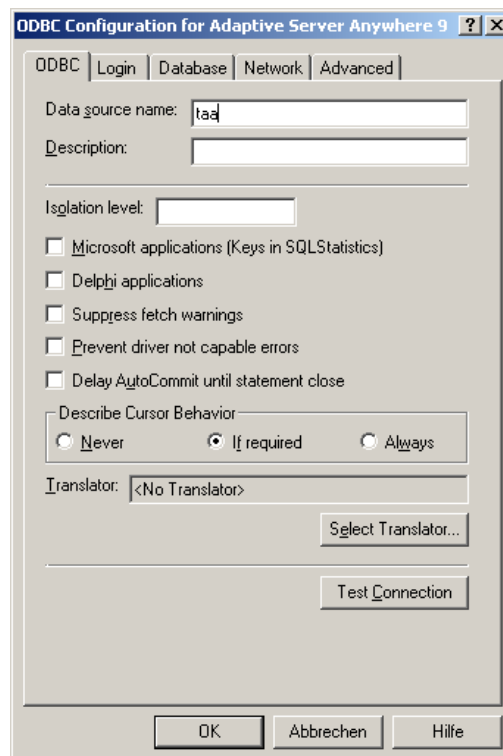 ODBC Configuration for Adaptive Server Anywhere 9
ODBC Login Database Network Advanced
Data source name: taa
Description:
Isolation level:
Microsoft applications (Keys in SQLStatistics)
Delphi applications
Suppress fetch warnings
Prevent driver not capable errors
Delay AutoCommit until statement close
Describe Cursor Behavior
Never If required Always
Translator: <No Translator>
Select Translator...
Test Connection
OK Abbrechen Hilfe